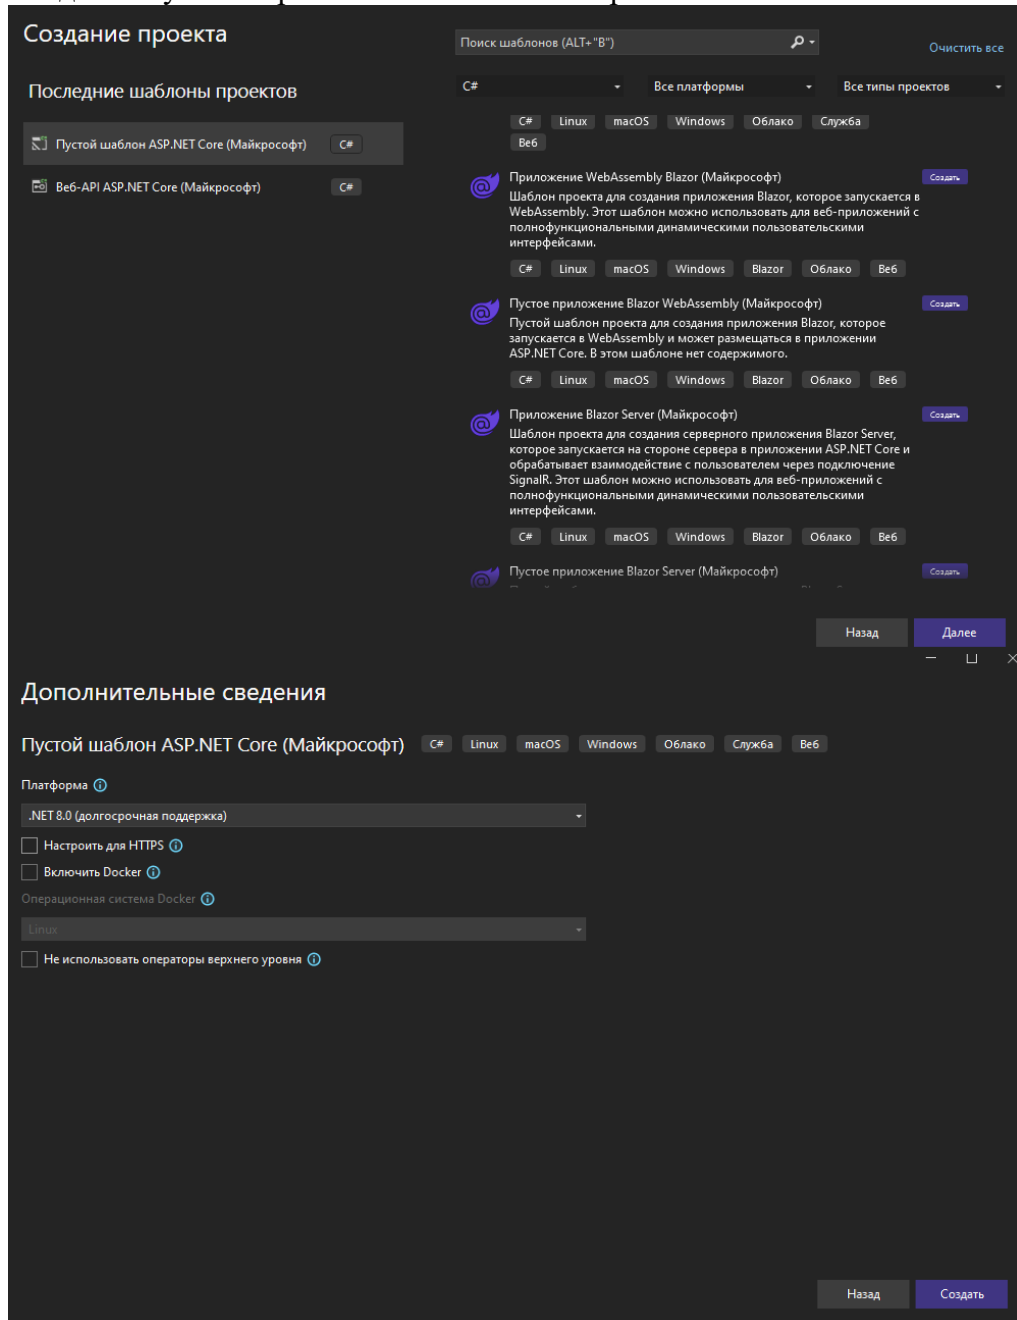 Создание проекта
Поиск шаблонов (ALT+"B")
Очистить все
Последние шаблоны проектов
C#
Все платформы
Все типы проектов
Пустой шаблон ASP.NET Core (Майкрософт) C#
Веб-API ASP.NET Core (Майкрософт) C#
C# Linux macOS Windows Облако Служба
Веб
Приложение WebAssembly Blazor (Майкрософт) Создать
Шаблон проекта для создания приложения Blazor, которое запускается в
WebAssembly. Этот шаблон можно использовать для веб-приложений с
полнофункциональными динамическими пользовательскими
интерфейсами.
C# Linux macOS Windows Blazor Облако Веб
Пустое приложение Blazor WebAssembly (Майкрософт) Создать
Пустой шаблон проекта для создания приложения Blazor, которое
запускается в WebAssembly и может размещаться в приложении
ASP.NET Core. В этом шаблоне нет содержимого.
C# Linux macOS Windows Blazor Облако Веб
Приложение Blazor Server (Майкрософт) Создать
Шаблон проекта для создания серверного приложения Blazor Server,
которое запускается на стороне сервера в приложении ASP.NET Core и
обрабатывает взаимодействие с пользователем через подключение
SignalR. Этот шаблон можно использовать для веб-приложений с
полнофункциональными динамическими пользовательскими
интерфейсами.
C# Linux macOS Windows Blazor Облако Веб
Пустое приложение Blazor Server (Майкрософт) Создать
Назад Далее
Дополнительные сведения
Пустой шаблон ASP.NET Core (Майкрософт) C# Linux macOS Windows Облако Служба Веб
Платформа
.NET 8.0 (долгосрочная поддержка)
Настроить для HTTPS
Включить Docker
Операционная система Docker
Linux
Не использовать операторы верхнего уровня
Назад Создать